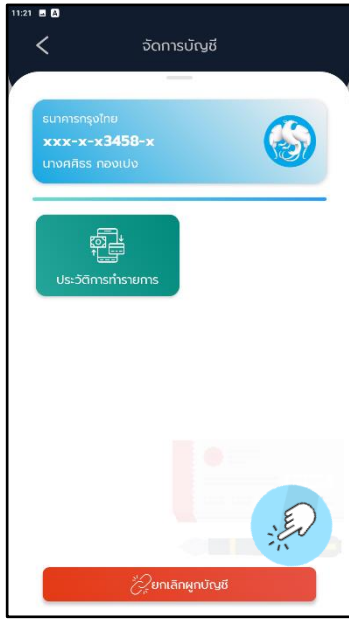 11:21
จัดการบัญชี
ธนาคารกรุงไทย
xxx-x-x3458-x
นางศศิธร ทองเปง
ประวัติการทำรายการ
ยกเลิกผูกบัญชี